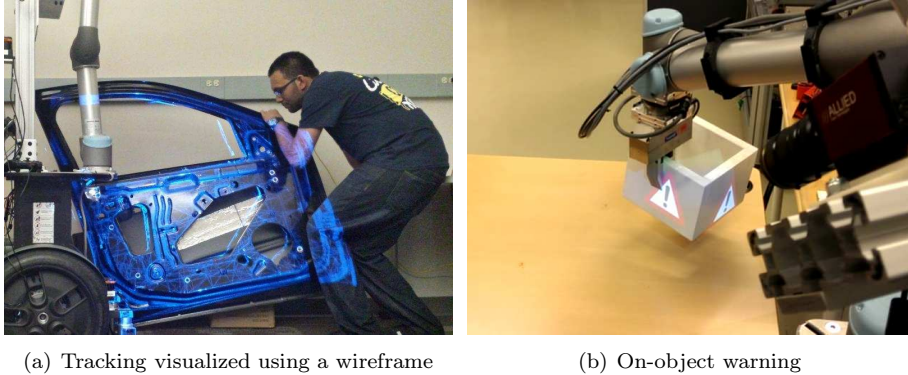 ALLIED
(a) Tracking visualized using a wireframe
(b) On-object warning